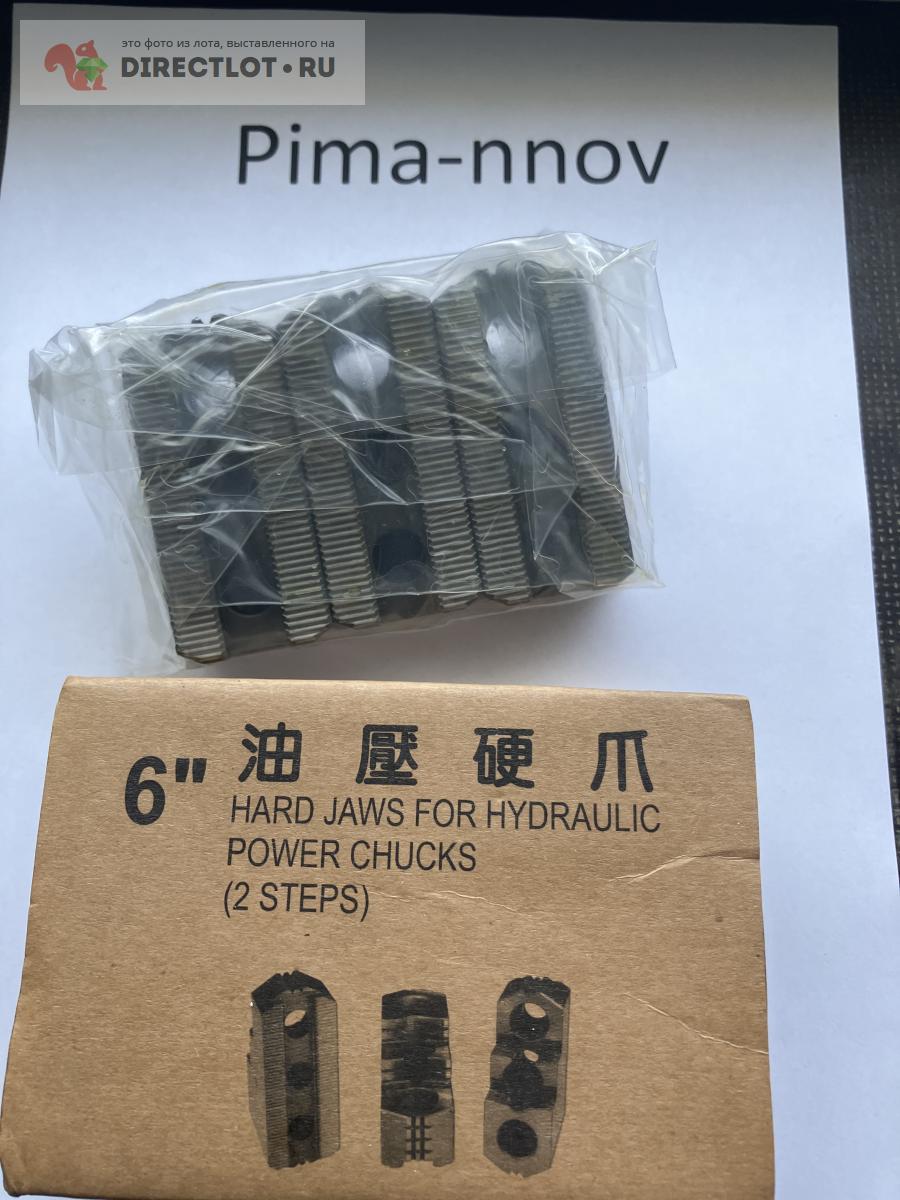 это фото из лота, выставленного на
DIRECTLOT•RU
Pima-nnov
6" 油壓硬爪
HARD JAWS FOR HYDRAULIC
POWER CHUCKS
(2 STEPS)